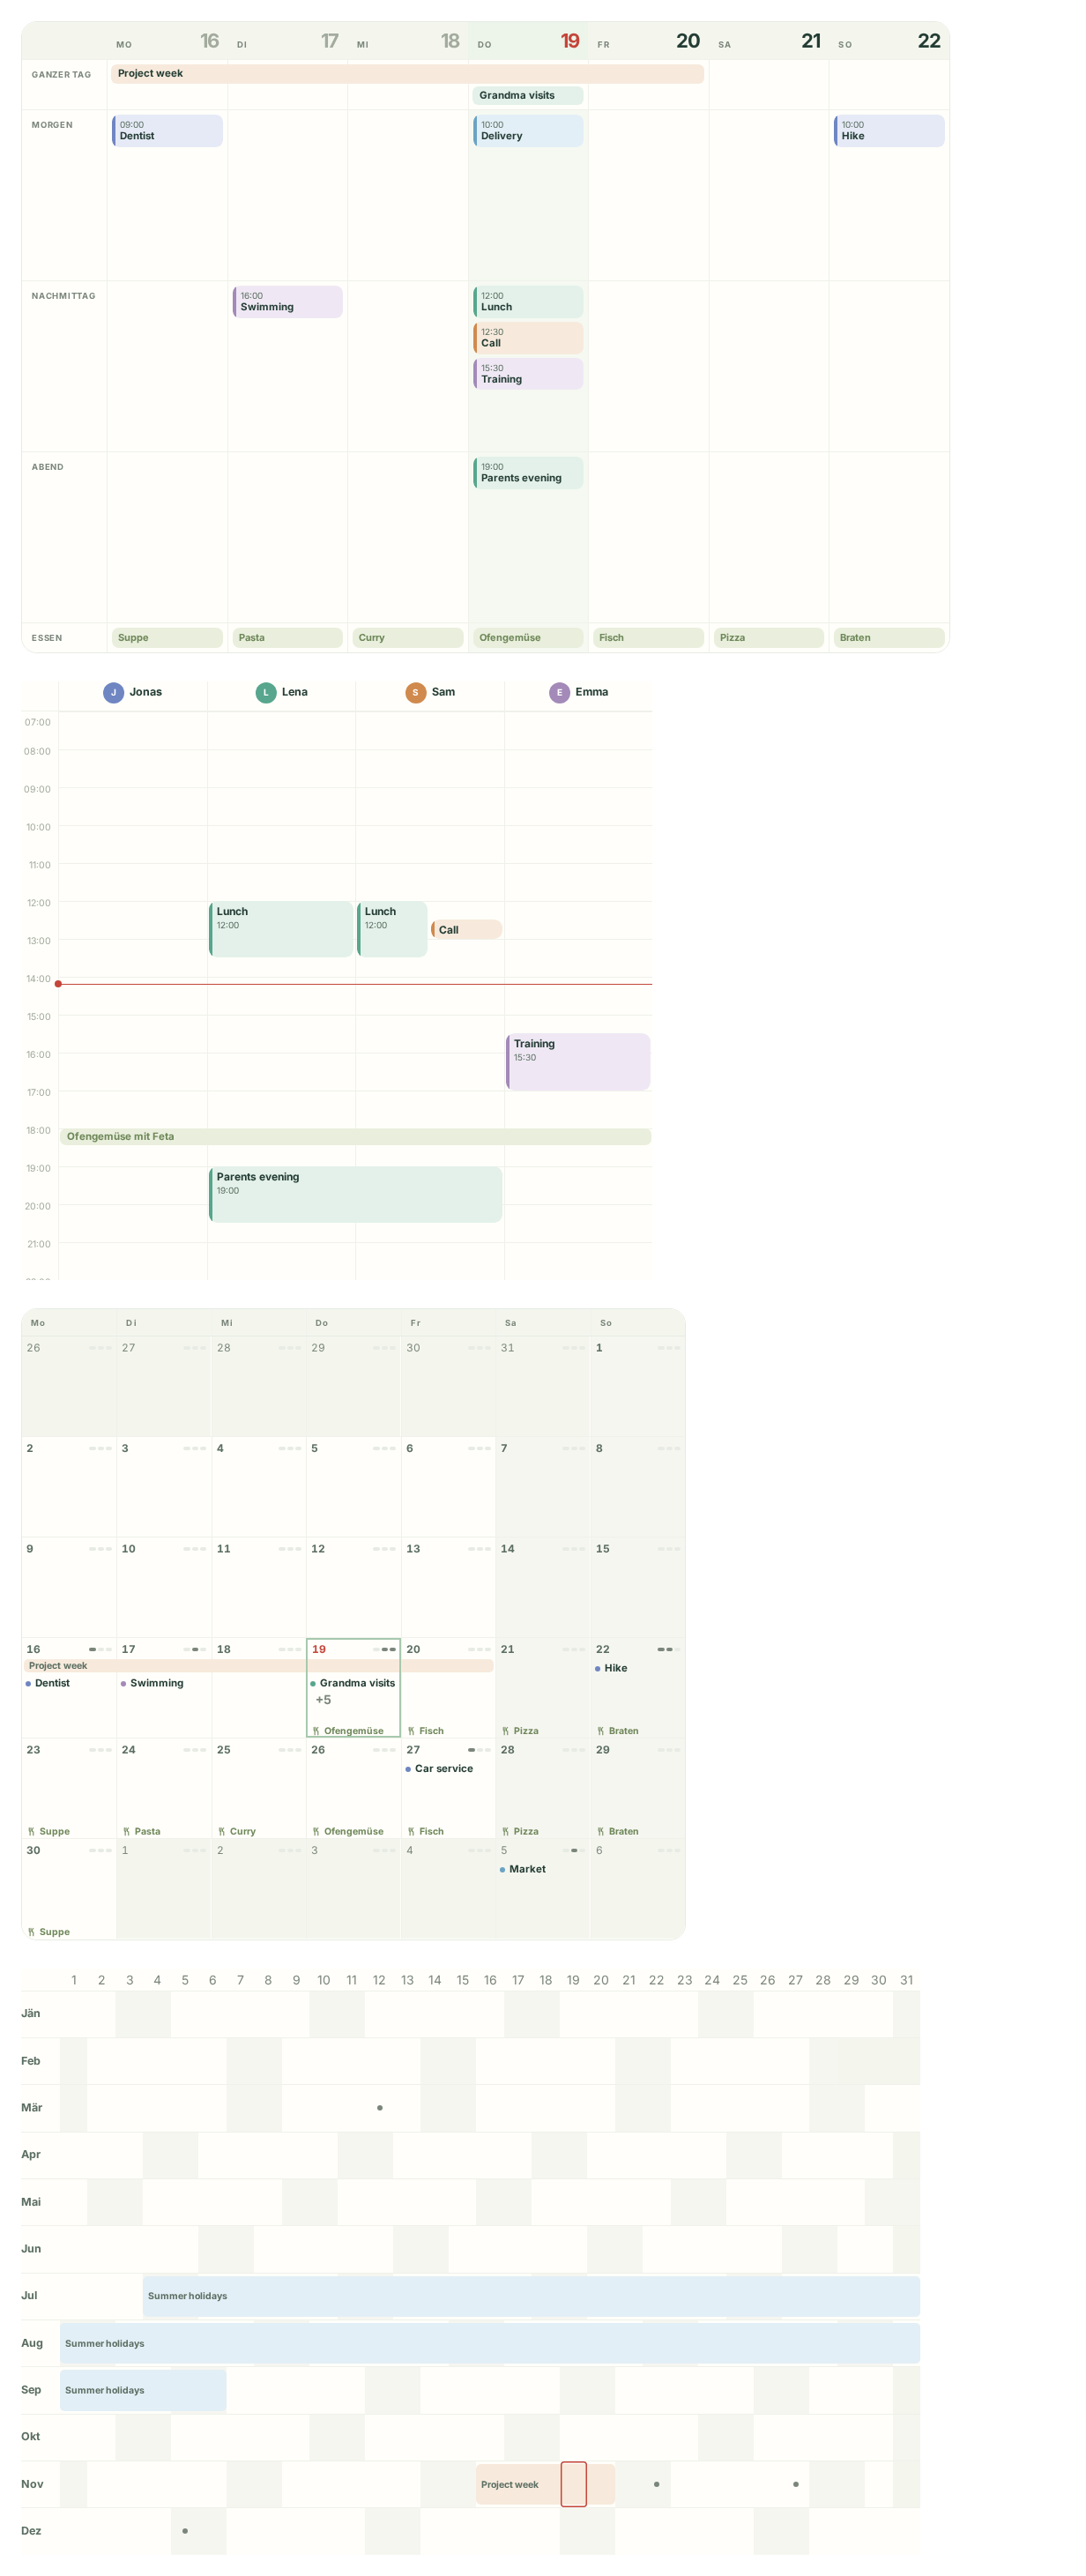 MO 16 DI 17 MI 18 DO 19 FR 20 SA 21 SO 22
GANZER TAG Project week
Grandma visits
MORGEN 09:00 10:00 10:00
Dentist Delivery Hike
NACHMITTAG 16:00 12:00
Swimming Lunch
12:30
Call
15:30
Training
ABEND 19:00
Parents evening
ESSEN Suppe Pasta Curry Ofengemüse Fisch Pizza Braten
J Jonas L Lena S Sam E Emma
07:00
08:00
09:00
10:00
11:00
12:00 Lunch Lunch
12:00 12:00
Call
13:00
14:00
15:00
Training
16:00 15:30
17:00
18:00 Ofengemüse mit Feta
19:00 Parents evening
19:00
20:00
21:00
Mo Di Mi Do Fr Sa So
26 27 28 29 30 31 1
2 3 4 5 6 7 8
9 10 11 12 13 14 15
16 17 18 19 20 21 22
Project week Hike
Dentist Swimming Grandma visits
+5
Ofengemüse Fisch Pizza Braten
23 24 25 26 27 28 29
Car service
Suppe Pasta Curry Ofengemüse Fisch Pizza Braten
30 1 2 3 4 5 6
Market
Suppe
1 2 3 4 5 6 7 8 9 10 11 12 13 14 15 16 17 18 19 20 21 22 23 24 25 26 27 28 29 30 31
Jän
Feb
Mär
Apr
Mai
Jun
Jul Summer holidays
Aug Summer holidays
Sep Summer holidays
Okt
Nov Project week
Dez